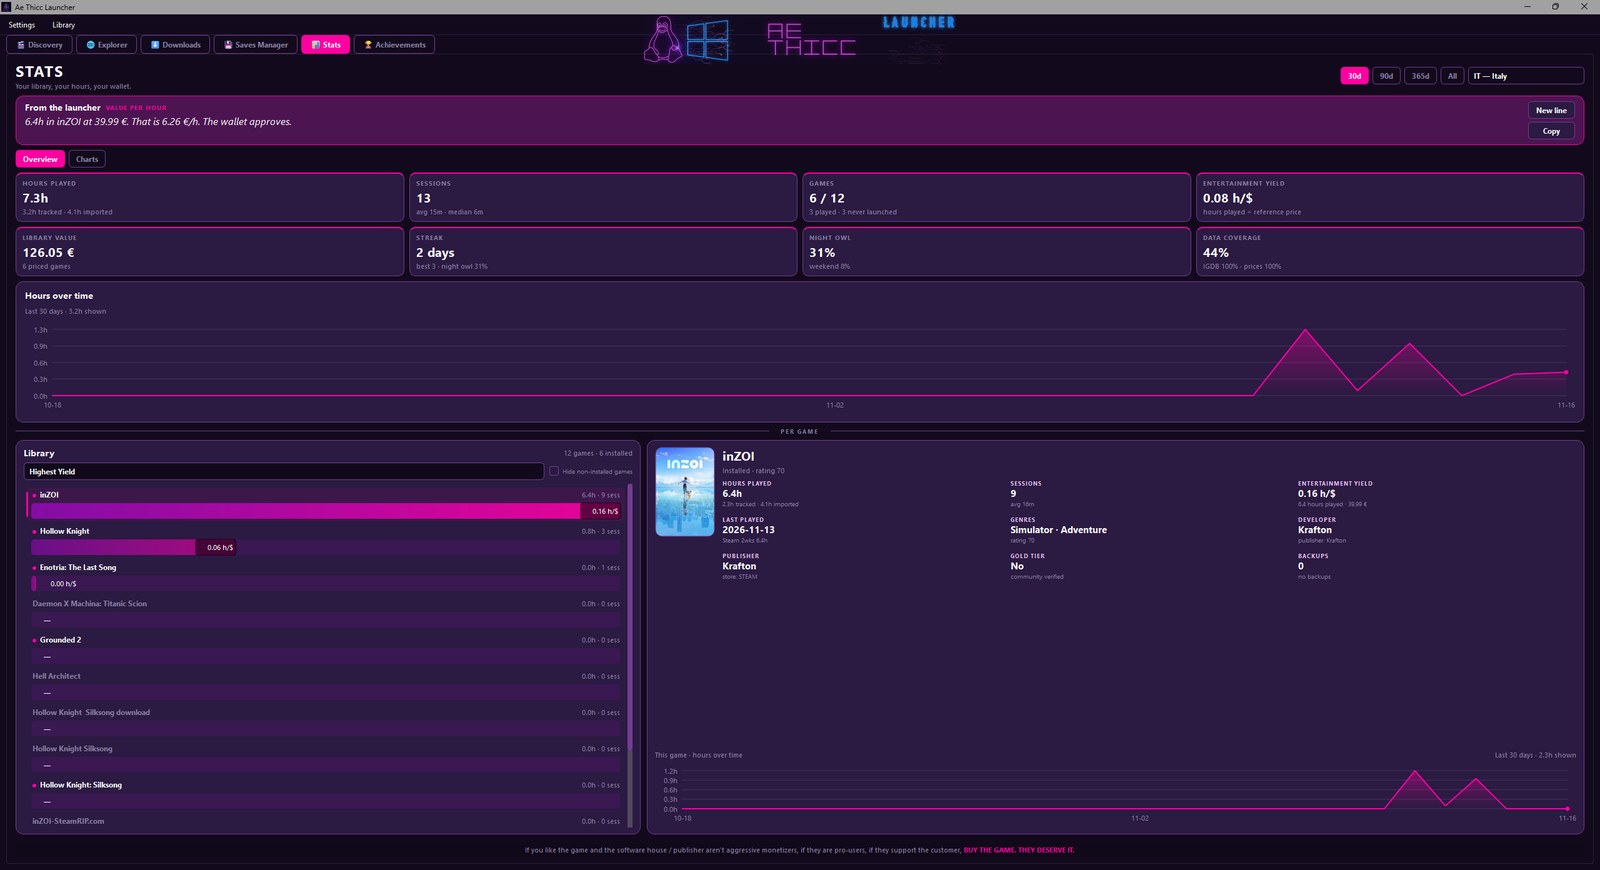 Ae Thicc Launcher
Settings Library
AE THICC
LAUNCHER
Discovery Explorer Downloads Saves Manager Stats Achievements
STATS
Your library, your hours, your wallet.
30d 90d 365d All IT — Italy
From the launcher VALUE PER HOUR
6.4h in inZOI at 39.99 €. That is 6.26 €/h. The wallet approves.
New line
Copy
Overview Charts
HOURS PLAYED
7.3h
3.2h tracked · 4.1h imported
SESSIONS
13
avg 15m · median 6m
GAMES
6 / 12
3 played · 3 never launched
ENTERTAINMENT YIELD
0.08 h/$
hours played ÷ reference price
LIBRARY VALUE
126.05 €
6 priced games
STREAK
2 days
best 3 · night owl 31%
NIGHT OWL
31%
weekend 8%
DATA COVERAGE
44%
IGDB 100% · prices 100%
Hours over time
Last 30 days · 3.2h shown
1.3h
0.9h
0.6h
0.3h
0.0h
10-18 11-02 11-16
PER GAME
Library 12 games · 6 installed
Highest Yield Hide non-installed games
inZOI 6.4h · 9 sess
0.16 h/$
Hollow Knight 0.8h · 3 sess
0.06 h/$
Enotria: The Last Song 0.0h · 1 sess
0.00 h/$
Daemon X Machina: Titanic Scion 0.0h · 0 sess
—
Grounded 2 0.0h · 0 sess
—
Hell Architect 0.0h · 0 sess
—
Hollow Knight Silksong download 0.0h · 0 sess
—
Hollow Knight Silksong 0.0h · 0 sess
—
Hollow Knight: Silksong 0.0h · 0 sess
—
inZOI-SteamRIP.com 0.0h · 0 sess
inZOI
inZOI
Installed · rating 70
HOURS PLAYED
6.4h
2.3h tracked · 4.1h imported
SESSIONS
9
avg 16m
ENTERTAINMENT YIELD
0.16 h/$
6.4 hours played · 39.99 €
LAST PLAYED
2026-11-13
Steam 2wks 6.4h
GENRES
Simulator · Adventure
rating 70
DEVELOPER
Krafton
publisher: Krafton
PUBLISHER
Krafton
store: STEAM
GOLD TIER
No
community verified
BACKUPS
0
no backups
This game · hours over time Last 30 days · 2.3h shown
1.2h
0.9h
0.6h
0.3h
0.0h
10-18 11-02 11-16
If you like the game and the software house / publisher aren't aggressive monetizers, if they are pro-users, if they support the customer, BUY THE GAME. THEY DESERVE IT.